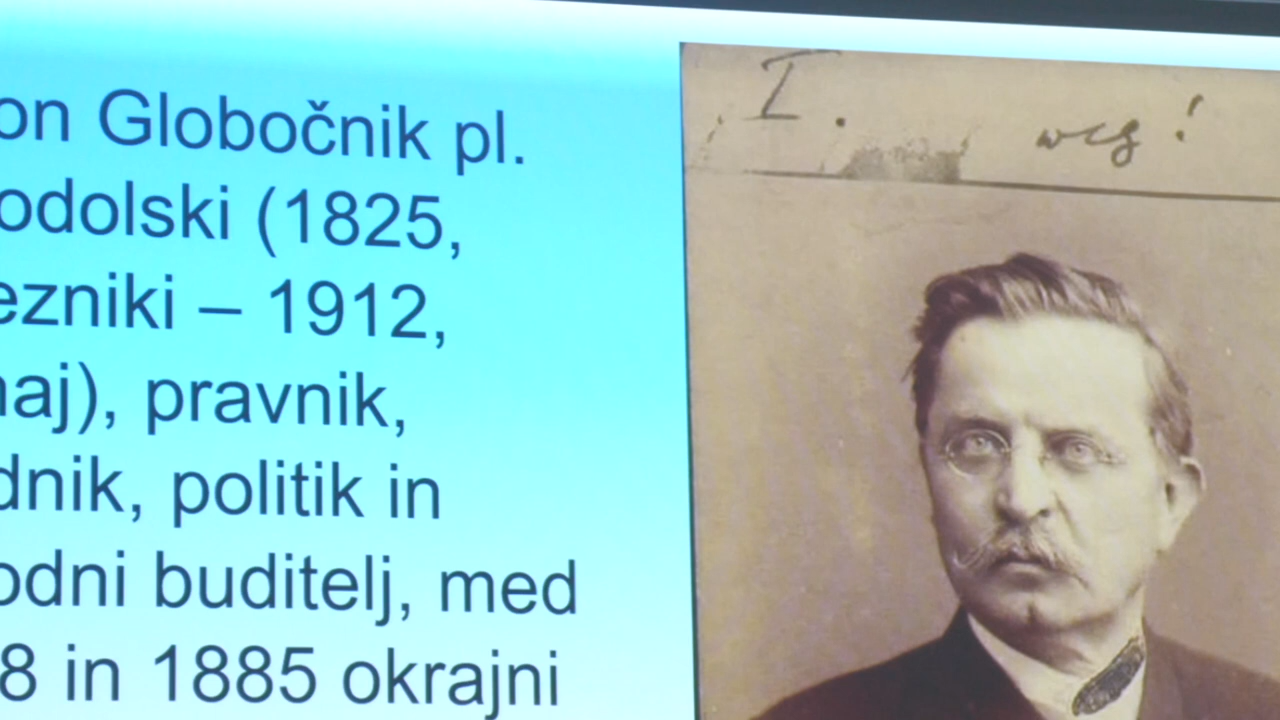 on Globočnik pl.
odolski (1825,
ezniki – 1912,
naj), pravnik,
dnik, politik in
odni buditelj, med
8 in 1885 okrajni
I. weg!